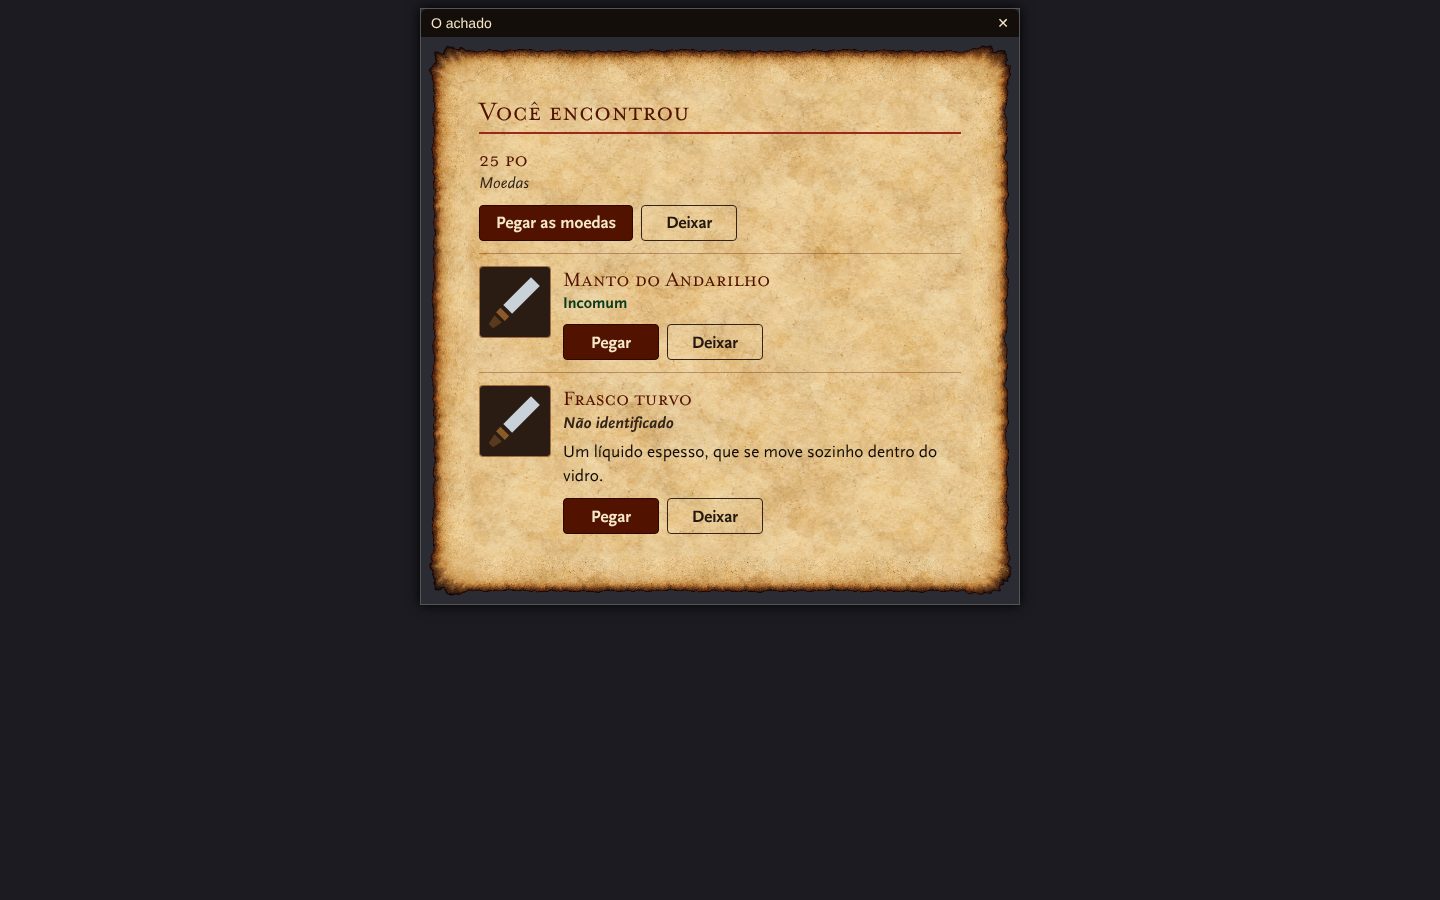 O achado ✕
Você encontrou
25 PO
Moedas
Pegar as moedas Deixar
Manto do Andarilho
Incomum
Pegar Deixar
Frasco turvo
Não identificado
Um líquido espesso, que se move sozinho dentro do
vidro.
Pegar Deixar